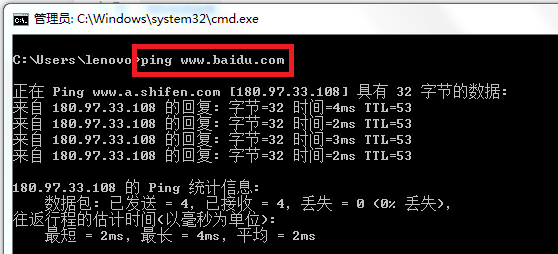 管理员: C:\Windows\system32\cmd.exe
C:\Users\lenovo>ping www.baidu.com
正在 Ping www.a.shifen.com [180.97.33.108] 具有 32 字节的数据:
来自 180.97.33.108 的回复: 字节=32 时间=4ms TTL=53
来自 180.97.33.108 的回复: 字节=32 时间=2ms TTL=53
来自 180.97.33.108 的回复: 字节=32 时间=3ms TTL=53
来自 180.97.33.108 的回复: 字节=32 时间=2ms TTL=53
180.97.33.108 的 Ping 统计信息:
数据包: 已发送 = 4, 已接收 = 4, 丢失 = 0 (0% 丢失),
往返行程的估计时间(以毫秒为单位):
最短 = 2ms, 最长 = 4ms, 平均 = 2ms